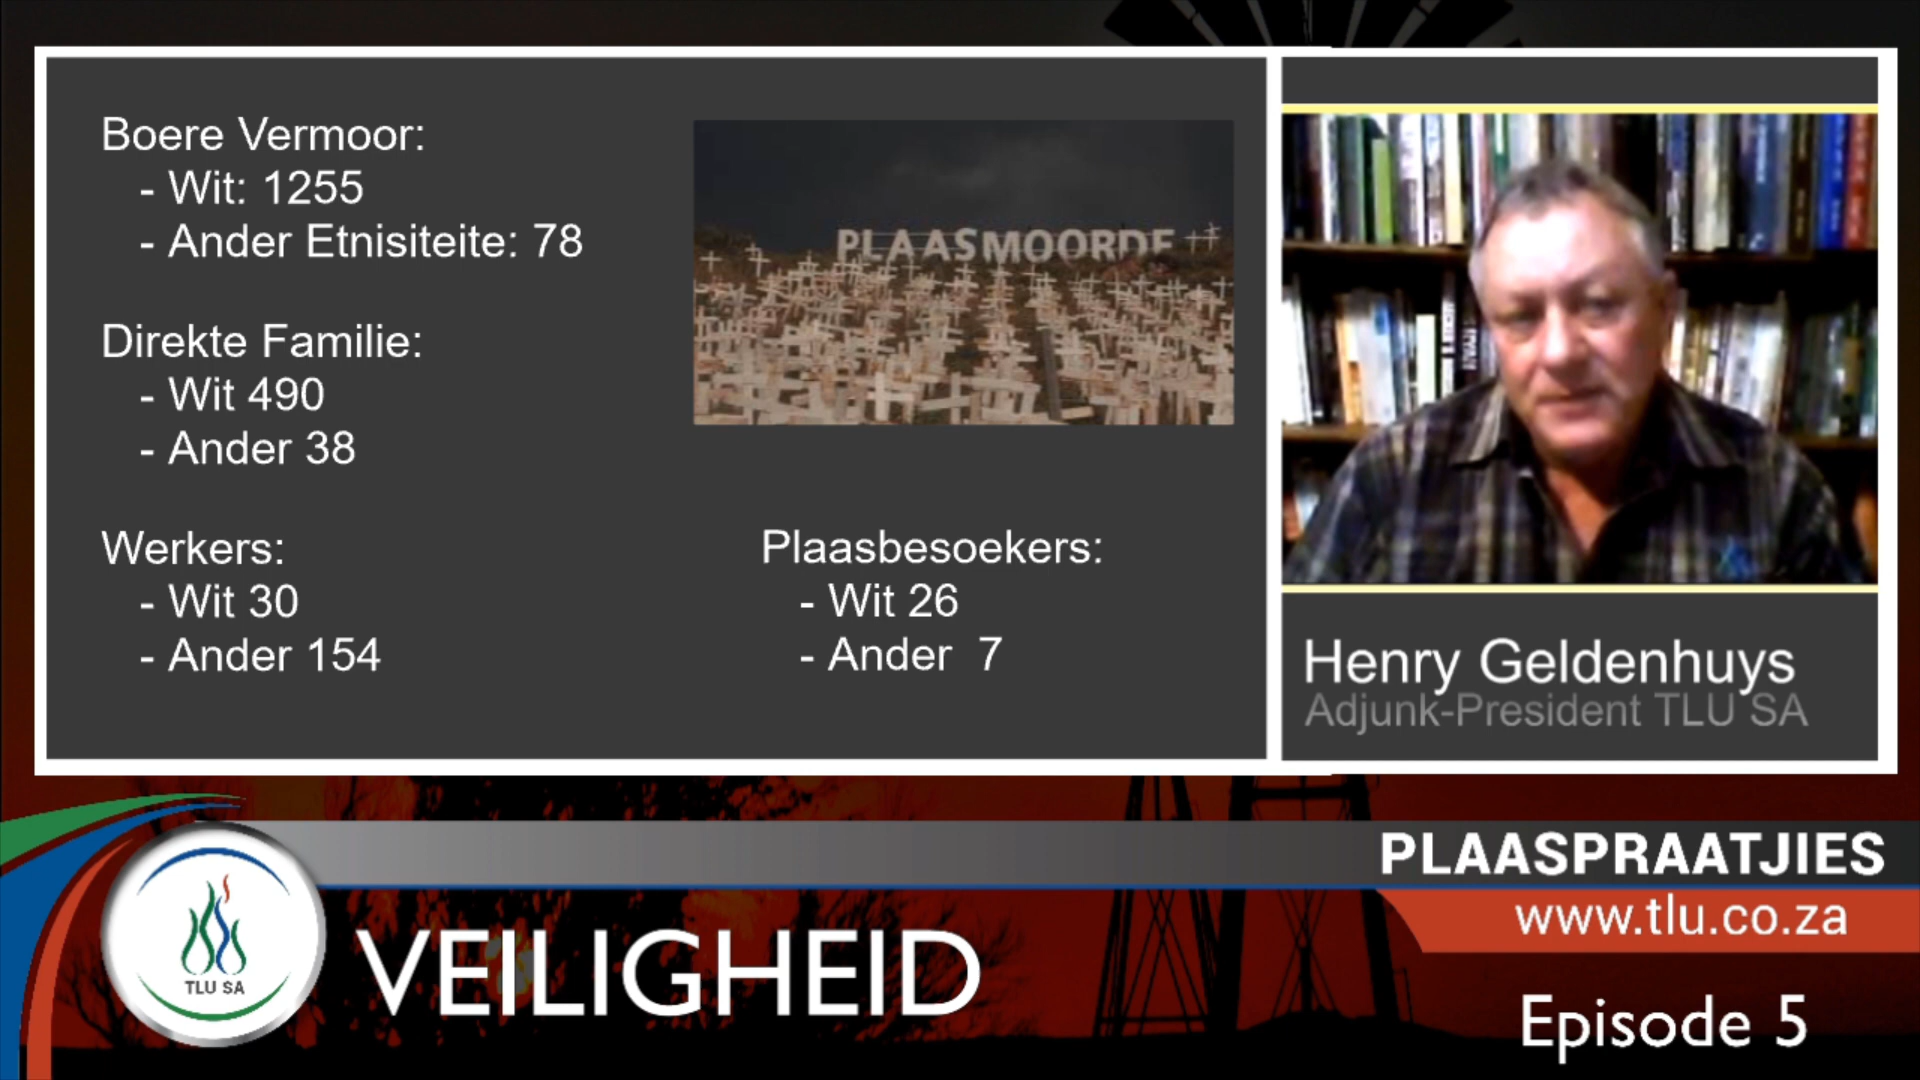 Boere Vermoor:
- Wit: 1255
- Ander Etnisiteite: 78
Direkte Familie:
- Wit 490
- Ander 38
Werkers:
- Wit 30
- Ander 154
PLAASMOORDE
Plaasbesoekers:
- Wit 26
- Ander 7
Henry Geldenhuys
Adjunk-President TLU SA
PLAASPRAATJIES
www.tlu.co.za
TLU SA
VEILIGHEID
Episode 5